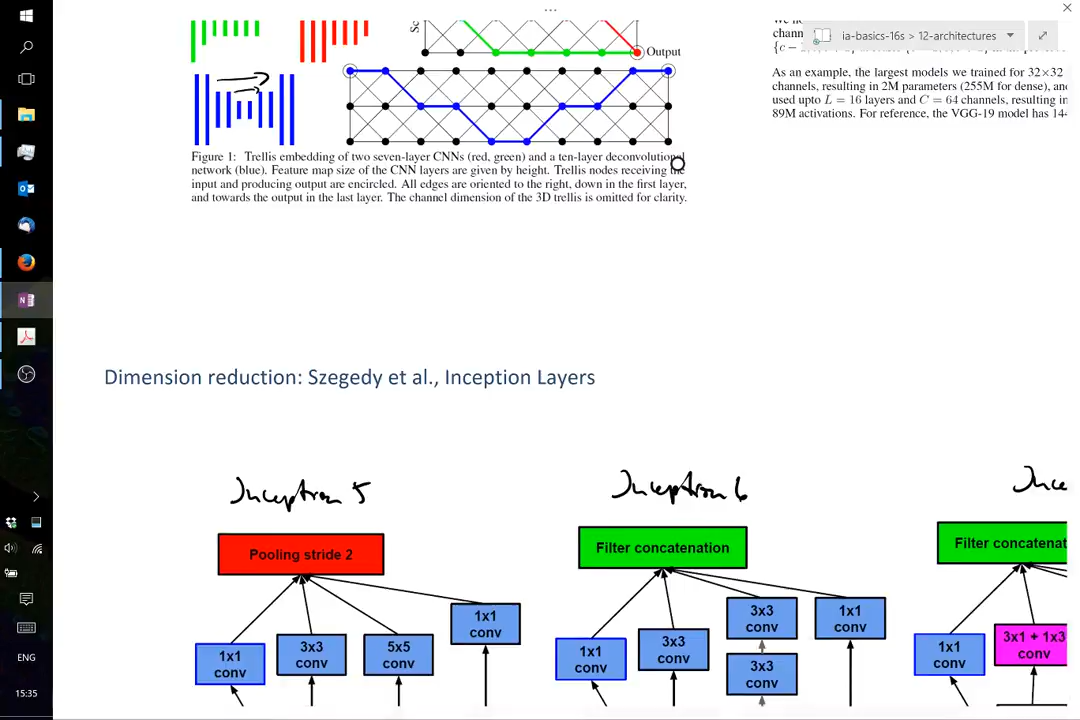 Sc
Output
Figure 1: Trellis embedding of two seven-layer CNNs (red, green) and a ten-layer deconvolutional
network (blue). Feature map size of the CNN layers are given by height. Trellis nodes receiving the
input and producing output are encircled. All edges are oriented to the right, down in the first layer,
and towards the output in the last layer. The channel dimension of the 3D trellis is omitted for clarity.
ia-basics-16s > 12-architectures
As an example, the largest models we trained for 32×32
channels, resulting in 2M parameters (255M for dense), and
used upto L = 16 layers and C = 64 channels, resulting in
89M activations. For reference, the VGG-19 model has 14
Dimension reduction: Szegedy et al., Inception Layers
Inception 5
Inception 6
Ince
Pooling stride 2
Filter concatenation
Filter concatenat
1x1
conv
3x3
conv
5x5
conv
1x1
conv
1x1
conv
3x3
conv
3x3
conv
3x3
conv
1x1
conv
1x1
conv
3x1 + 1x3
conv
ENG
15:35